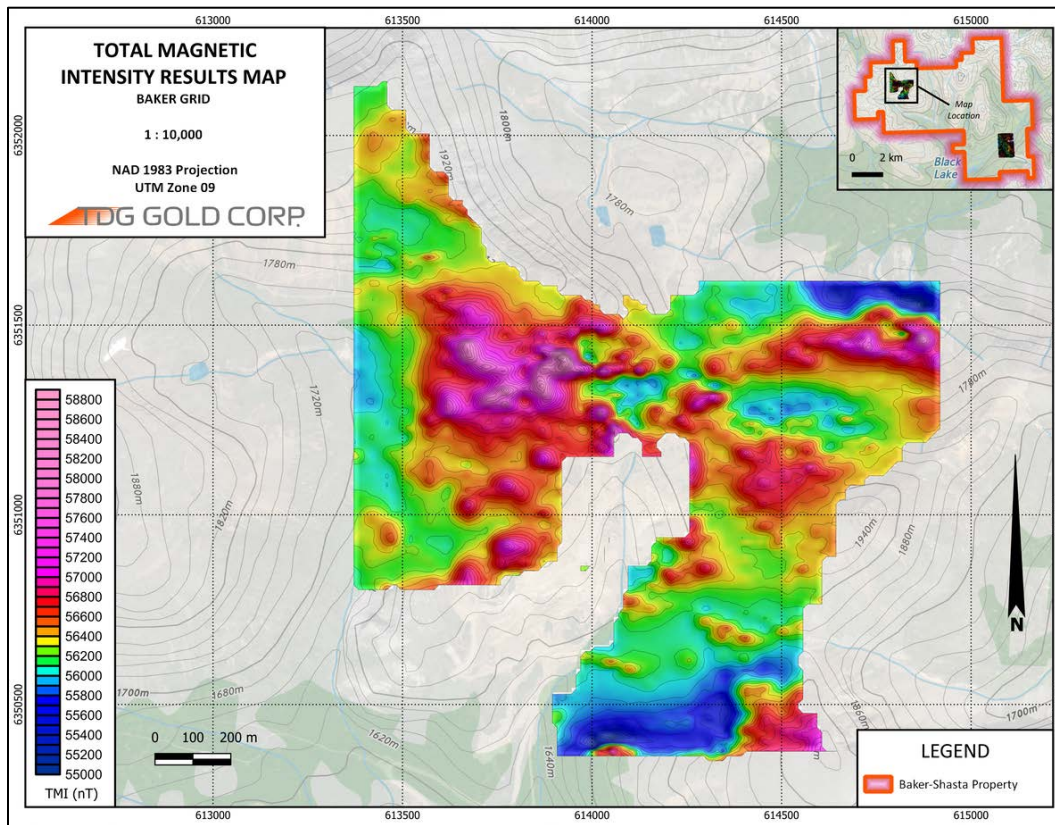 613000 613500 614000 614500 615000
TOTAL MAGNETIC
INTENSITY RESULTS MAP
BAKER GRID
1 : 10,000
NAD 1983 Projection
UTM Zone 09
TDG GOLD CORP.
Map
Location
0 2 km
Black
Lake
6352000
6351500
6351000
6350500
6352000
6351500
6351000
6350500
1800m
1920m
1780m
1780m
1720m
1780m
1880m
1820m
1940m
1880m
1700m
1680m
1620m
1640m
1860m
1700m
58800
58600
58400
58200
58000
57800
57600
57400
57200
57000
56800
56600
56400
56200
56000
55800
55600
55400
55200
55000
TMI (nT)
0 100 200 m
N
LEGEND
Baker-Shasta Property
613000 613500 614000 614500 615000